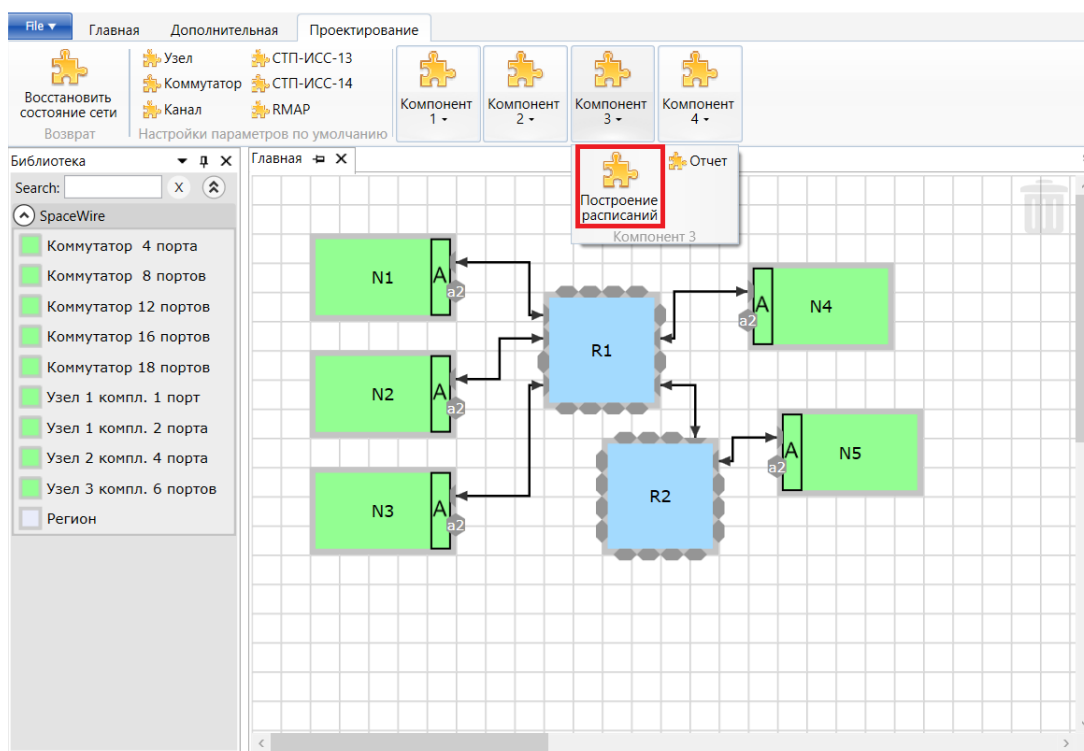 File
Главная
Дополнительная
Проектирование
Восстановить
состояние сети
Возврат
Узел
Коммутатор
Канал
СТП-ИСС-13
СТП-ИСС-14
RMAP
Настройки параметров по умолчанию
Компонент
1
Компонент
2
Компонент
3
Компонент
4
Построение
расписаний
Отчет
Компонент 3
Библиотека
X
Search:
X
SpaceWire
Коммутатор 4 порта
Коммутатор 8 портов
Коммутатор 12 портов
Коммутатор 16 портов
Коммутатор 18 портов
Узел 1 компл. 1 порт
Узел 1 компл. 2 порта
Узел 2 компл. 4 порта
Узел 3 компл. 6 портов
Регион
Главная
X
N1
A
a2
N2
A
a2
N3
A
a2
R1
R2
A
a2
N4
A
a2
N5